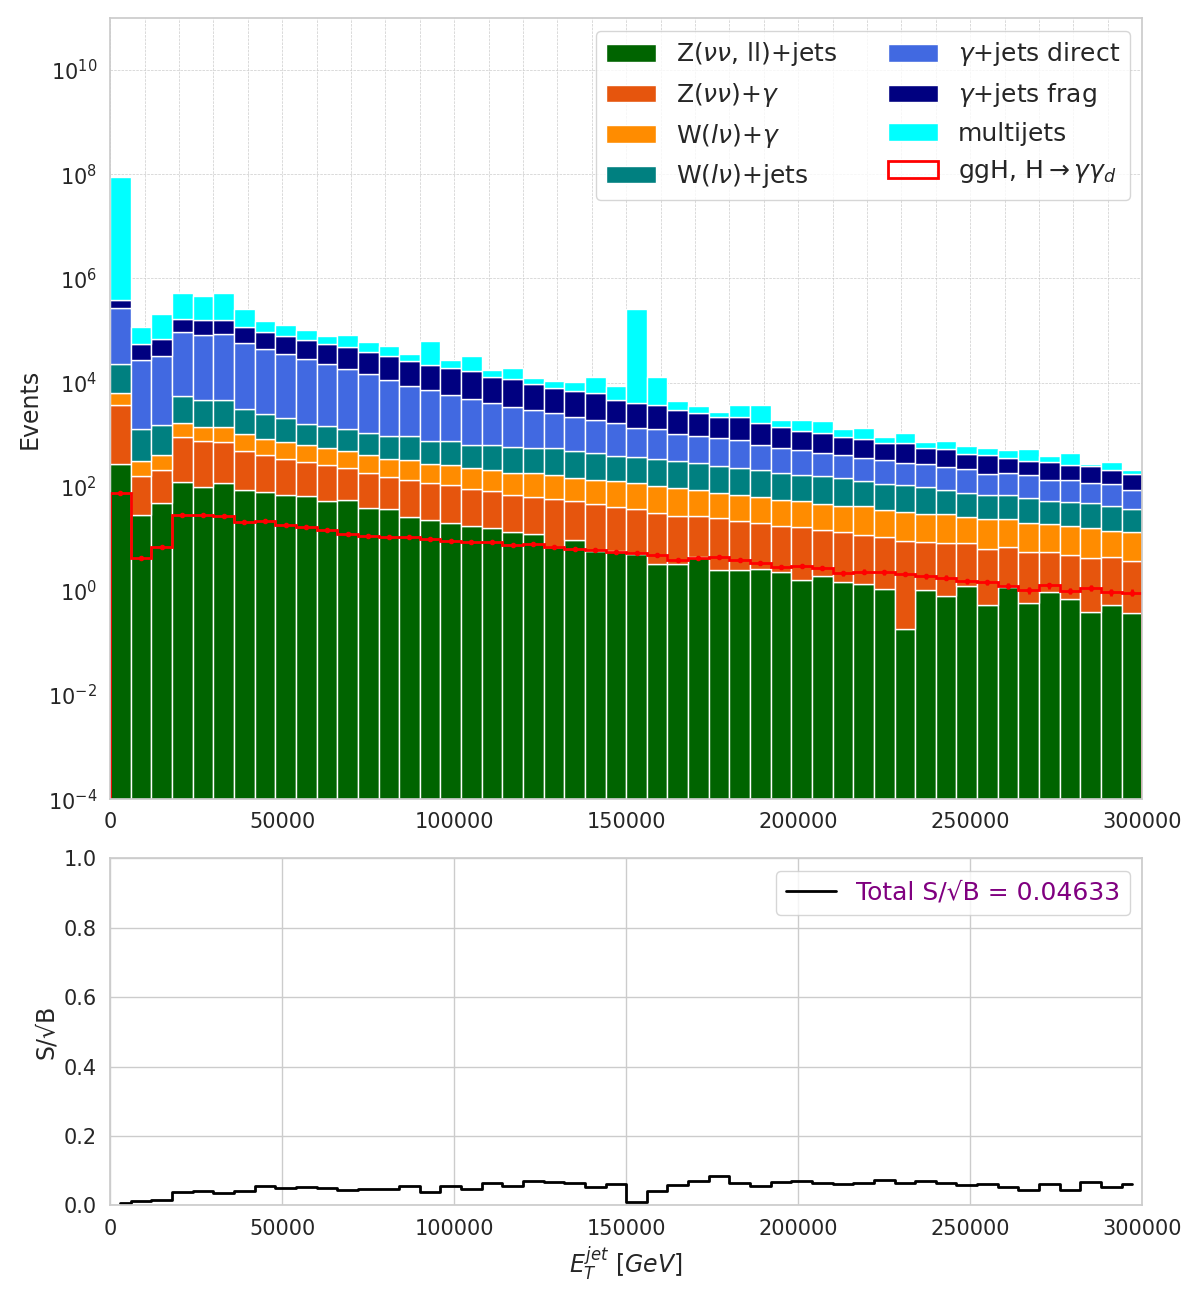 Z(νν, ll)+jets
Z(νν)+γ
W(lν)+γ
W(lν)+jets
γ+jets direct
γ+jets frag
multijets
ggH, H→γγ_d
Events
10^10
10^8
10^6
10^4
10^2
10^0
10^−2
10^−4
0 50000 100000 150000 200000 250000 300000
Total S/√B = 0.04633
S/√B
1.0
0.8
0.6
0.4
0.2
0.0
0 50000 100000 150000 200000 250000 300000
E_T^jet [GeV]